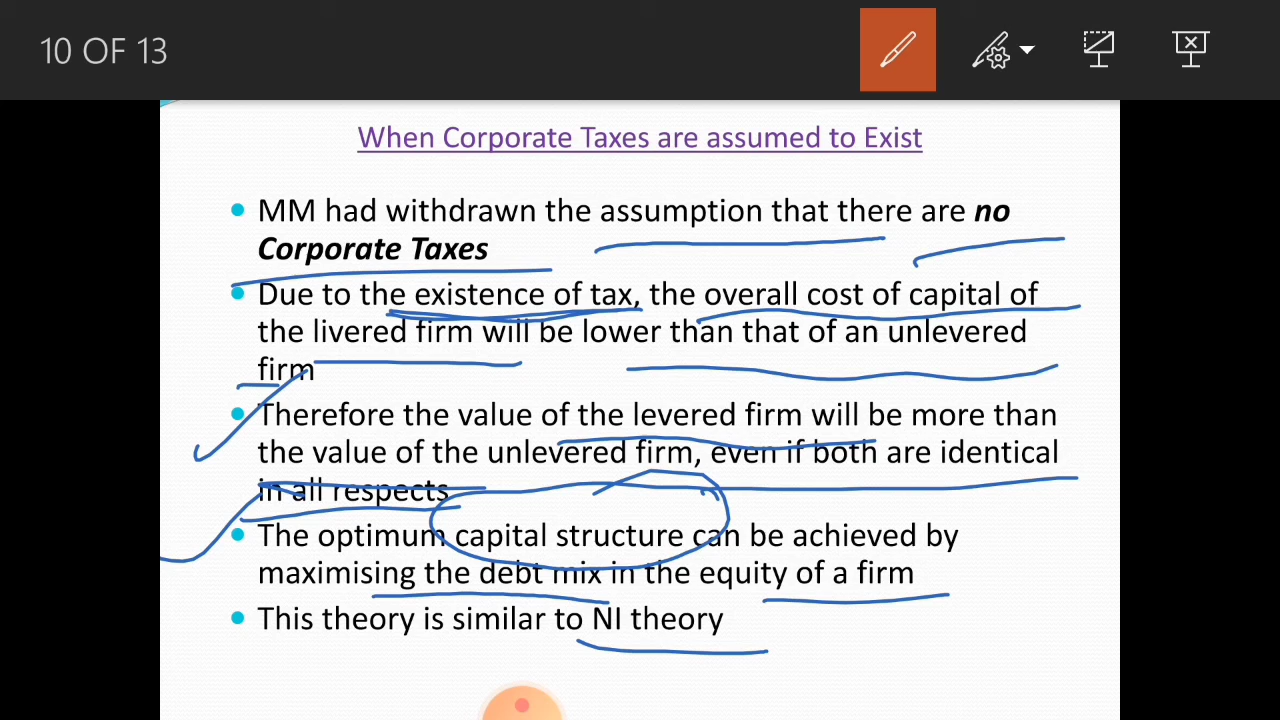 10 OF 13
When Corporate Taxes are assumed to Exist
MM had withdrawn the assumption that there are no
Corporate Taxes
Due to the existence of tax, the overall cost of capital of
the livered firm will be lower than that of an unlevered
firm
Therefore the value of the levered firm will be more than
the value of the unlevered firm, even if both are identical
in all respects
The optimum capital structure can be achieved by
maximising the debt mix in the equity of a firm
This theory is similar to NI theory